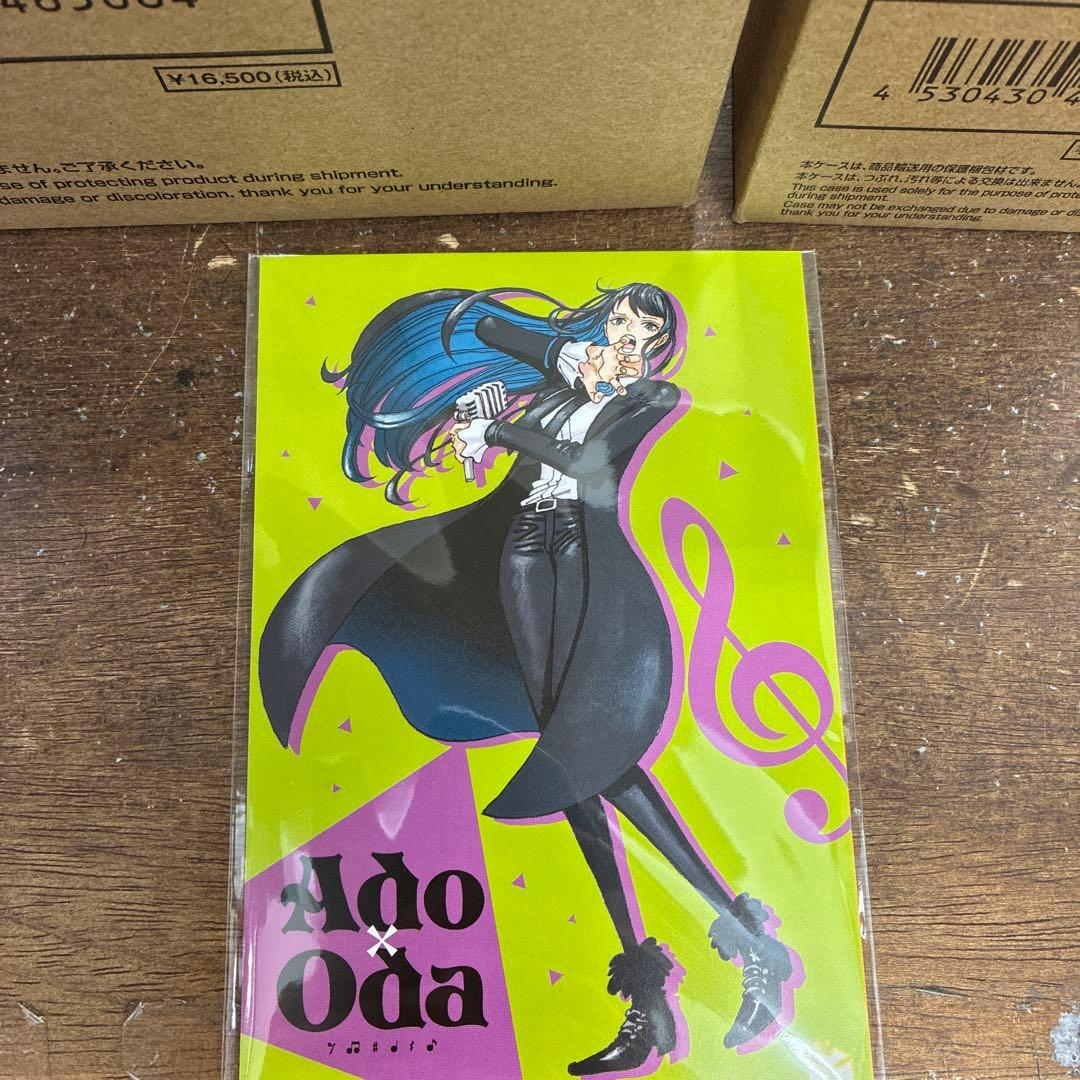 ¥16,500(税込)
ません。ご了承ください。
se of protecting product during shipment.
damage or discoloration. thank you for your understanding.
4 530430 4
本ケースは、商品輸送用の保護梱包材です。
本ケースは、つぶれ、汚れ等による交換は出来ません。
This case is used solely for the purpose of prote
during shipment.
Case may not be exchanged due to damage or di
thank you for your understanding.
Ado
×
Oda